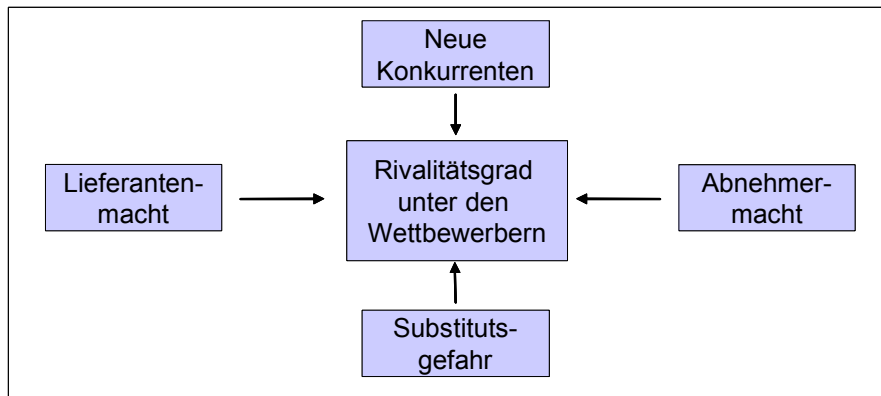 Neue
Konkurrenten
Lieferanten-
macht
Rivalitätsgrad
unter den
Wettbewerbern
Abnehmer-
macht
Substituts-
gefahr